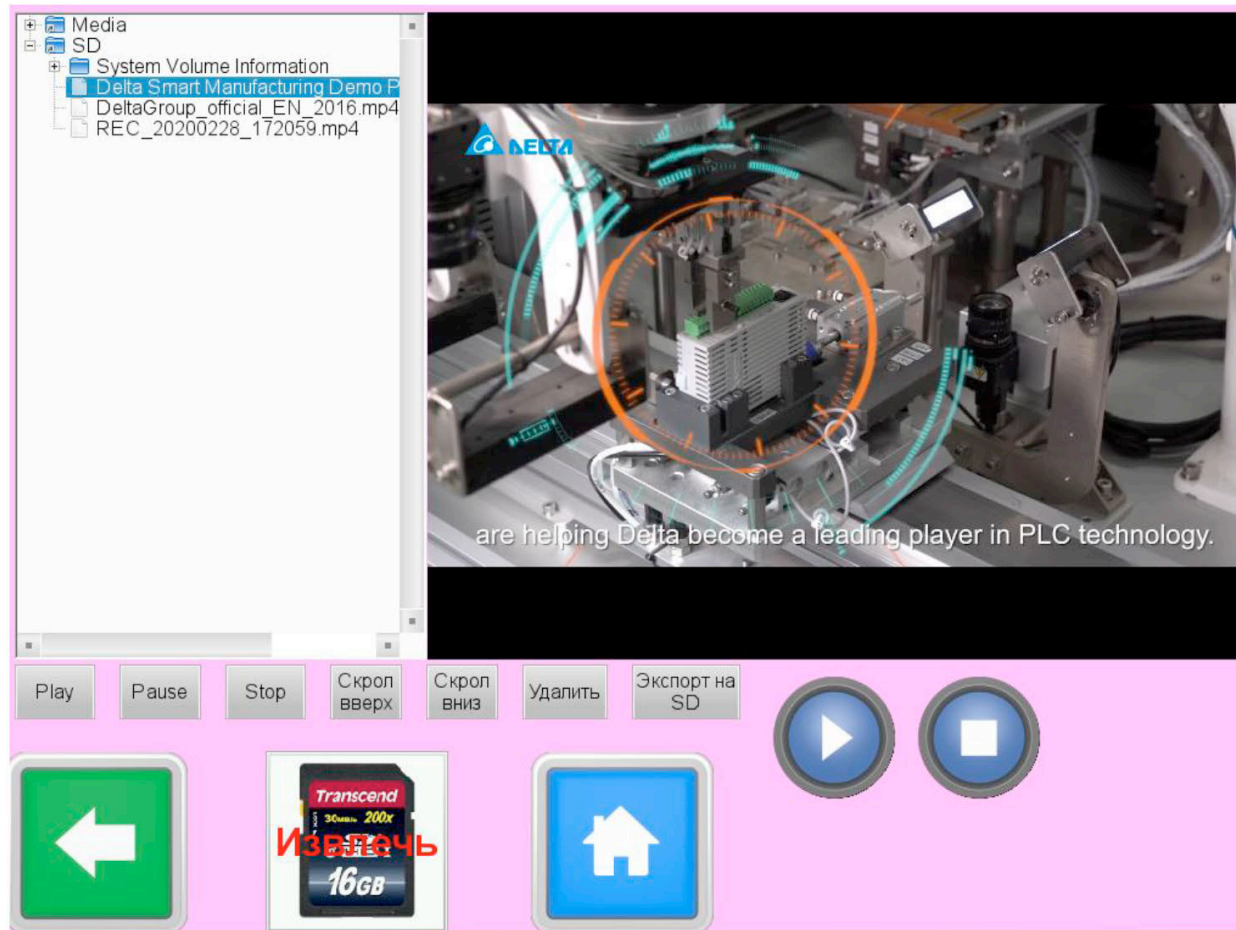 Media
SD
System Volume Information
Delta Smart Manufacturing Demo P
DeltaGroup_official_EN_2016.mp4
REC_20200228_172059.mp4
DELTA
are helping Delta become a leading player in PLC technology.
Play
Pause
Stop
Скрол
вверх
Скрол
вниз
Удалить
Экспорт на
SD
Transcend
200x
Извлечь
16GB